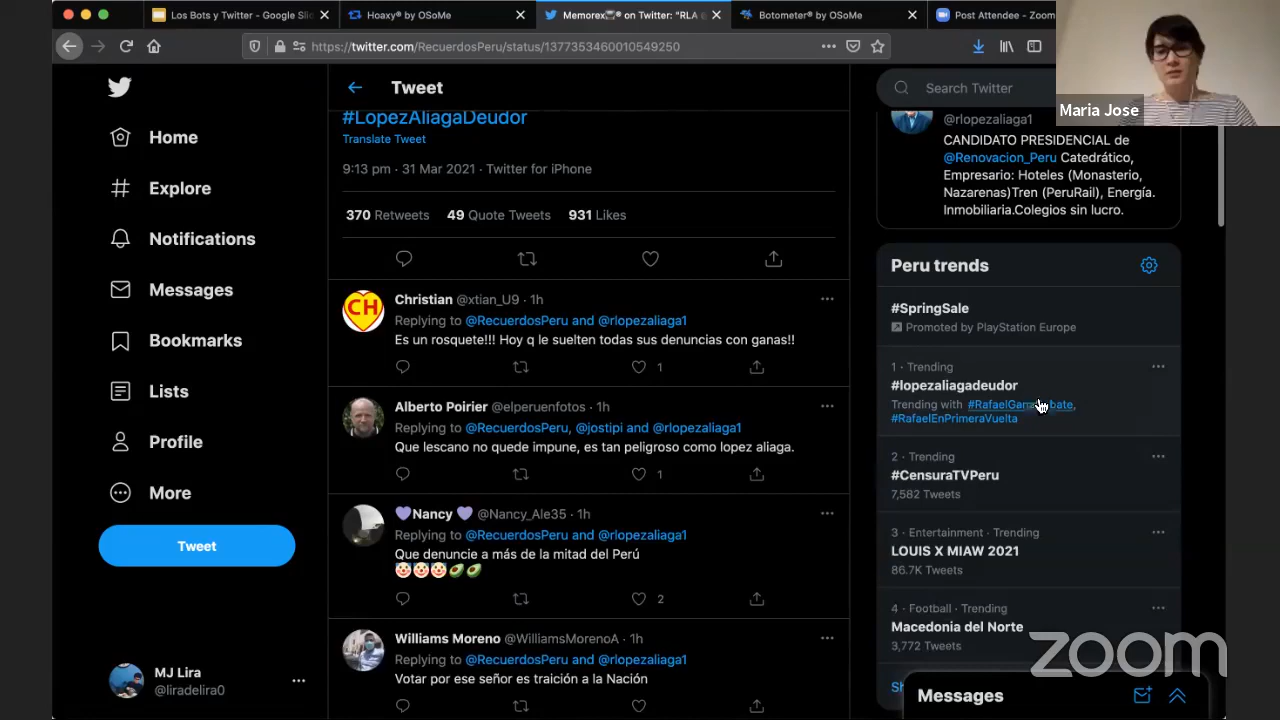 Los Bots y Twitter - Google Sli
Hoaxy® by OSoMe
Memorex® on Twitter: "RLA
Botometer® by OSoMe
Post Attendee - Zoom
https://twitter.com/RecuerdosPeru/status/1377353460010549250
Maria Jose
Home
Explore
Notifications
Messages
Bookmarks
Lists
Profile
More
Tweet
MJ Lira
@liradelira0
Tweet
#LopezAliagaDeudor
Translate Tweet
9:13 pm · 31 Mar 2021 · Twitter for iPhone
370 Retweets 49 Quote Tweets 931 Likes
Christian @xtian_U9 · 1h
Replying to @RecuerdosPeru and @rlopezaliaga1
Es un rosquete!!! Hoy q le suelten todas sus denuncias con ganas!!
1
Alberto Poirier @elperuenfotos · 1h
Replying to @RecuerdosPeru, @jostipi and @rlopezaliaga1
Que lescano no quede impune, es tan peligroso como lopez aliaga.
1
💜Nancy 💜 @Nancy_Ale35 · 1h
Replying to @RecuerdosPeru and @rlopezaliaga1
Que denuncie a más de la mitad del Perú
🤡🤡🤡🥑🥑
2
Williams Moreno @WilliamsMorenoA · 1h
Replying to @RecuerdosPeru and @rlopezaliaga1
Votar por ese señor es traición a la Nación
Search Twitter
@rlopezaliaga1
CANDIDATO PRESIDENCIAL de
@Renovacion_Peru Catedrático,
Empresario: Hoteles (Monasterio,
Nazarenas)Tren (PeruRail), Energía.
Inmobiliaria.Colegios sin lucro.
Peru trends
#SpringSale
Promoted by PlayStation Europe
1 · Trending
#lopezaliagadeudor
Trending with
#RafaelEnPrimeraVuelta
2 · Trending
#CensuraTVPeru
7,582 Tweets
3 · Entertainment · Trending
LOUIS X MIAW 2021
86.7K Tweets
4 · Football · Trending
Macedonia del Norte
3,772 Tweets
Messages
zoom